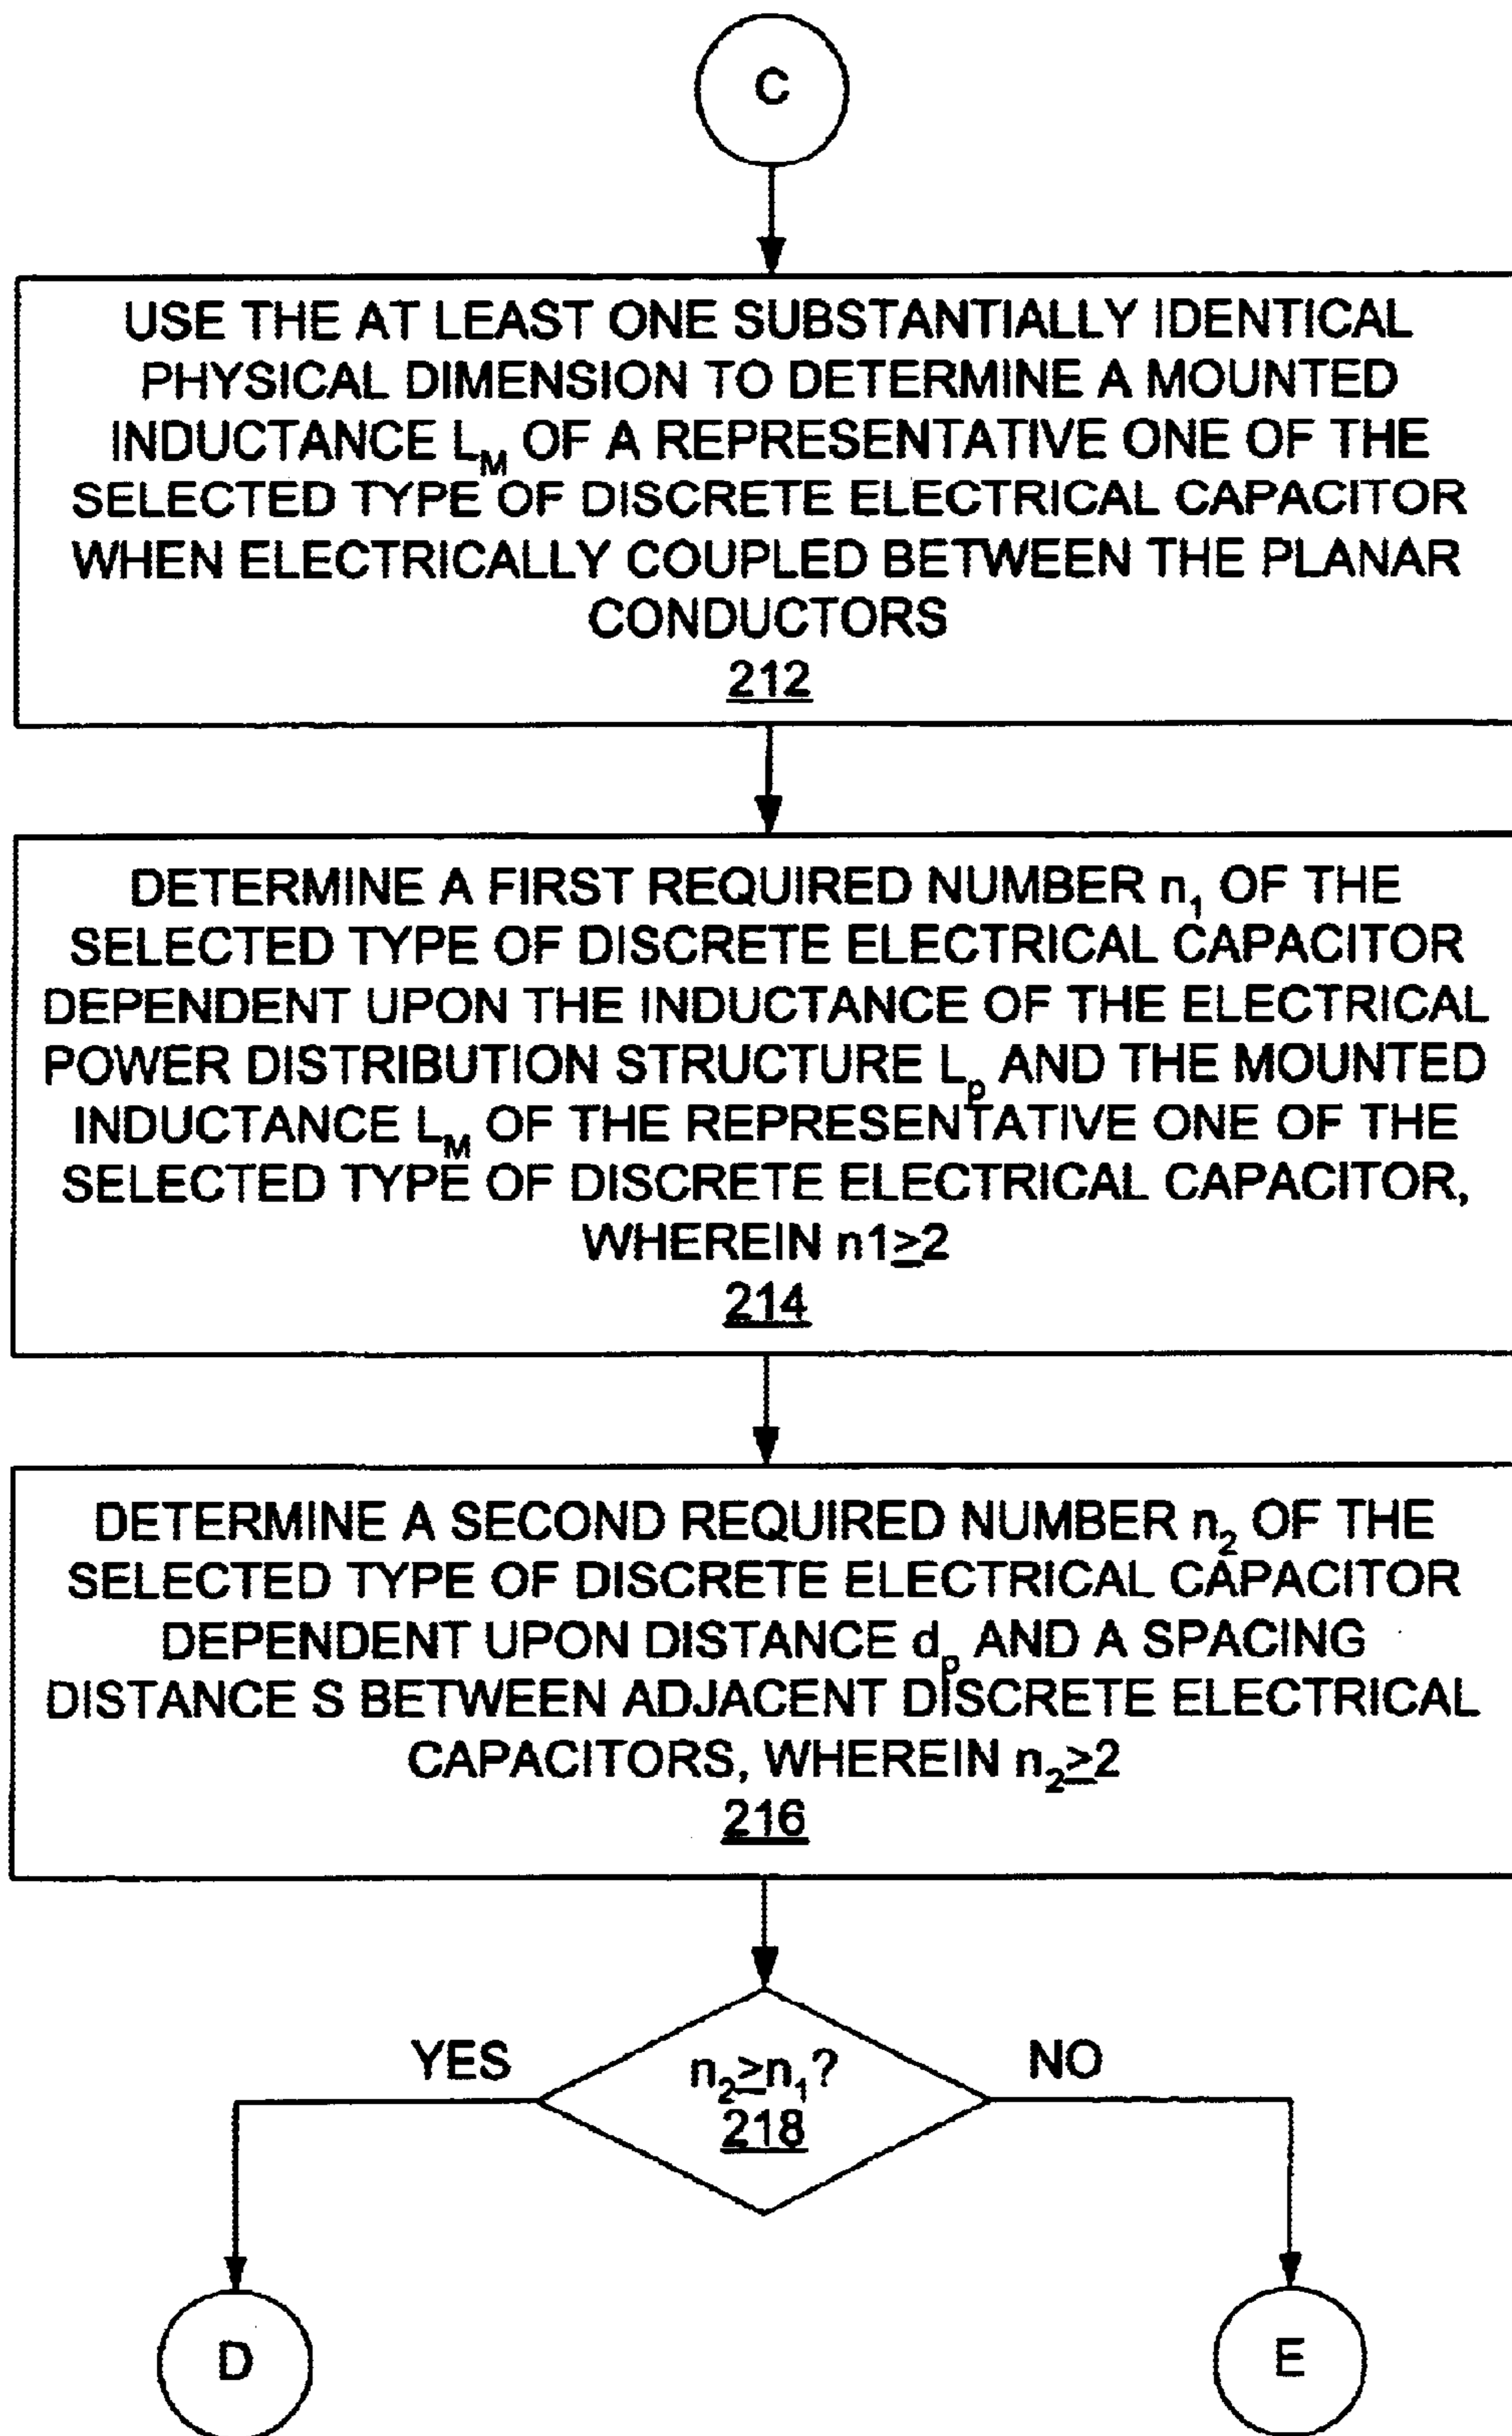 C
USE THE AT LEAST ONE SUBSTANTIALLY IDENTICAL
PHYSICAL DIMENSION TO DETERMINE A MOUNTED
INDUCTANCE L_M OF A REPRESENTATIVE ONE OF THE
SELECTED TYPE OF DISCRETE ELECTRICAL CAPACITOR
WHEN ELECTRICALLY COUPLED BETWEEN THE PLANAR
CONDUCTORS
212
DETERMINE A FIRST REQUIRED NUMBER n₁ OF THE
SELECTED TYPE OF DISCRETE ELECTRICAL CAPACITOR
DEPENDENT UPON THE INDUCTANCE OF THE ELECTRICAL
POWER DISTRIBUTION STRUCTURE Lₚ AND THE MOUNTED
INDUCTANCE L_M OF THE REPRESENTATIVE ONE OF THE
SELECTED TYPE OF DISCRETE ELECTRICAL CAPACITOR,
WHEREIN n1≥2
214
DETERMINE A SECOND REQUIRED NUMBER n₂ OF THE
SELECTED TYPE OF DISCRETE ELECTRICAL CAPACITOR
DEPENDENT UPON DISTANCE dₚ AND A SPACING
DISTANCE S BETWEEN ADJACENT DISCRETE ELECTRICAL
CAPACITORS, WHEREIN n₂≥2
216
YES
n₂≥n₁?
NO
218
D
E